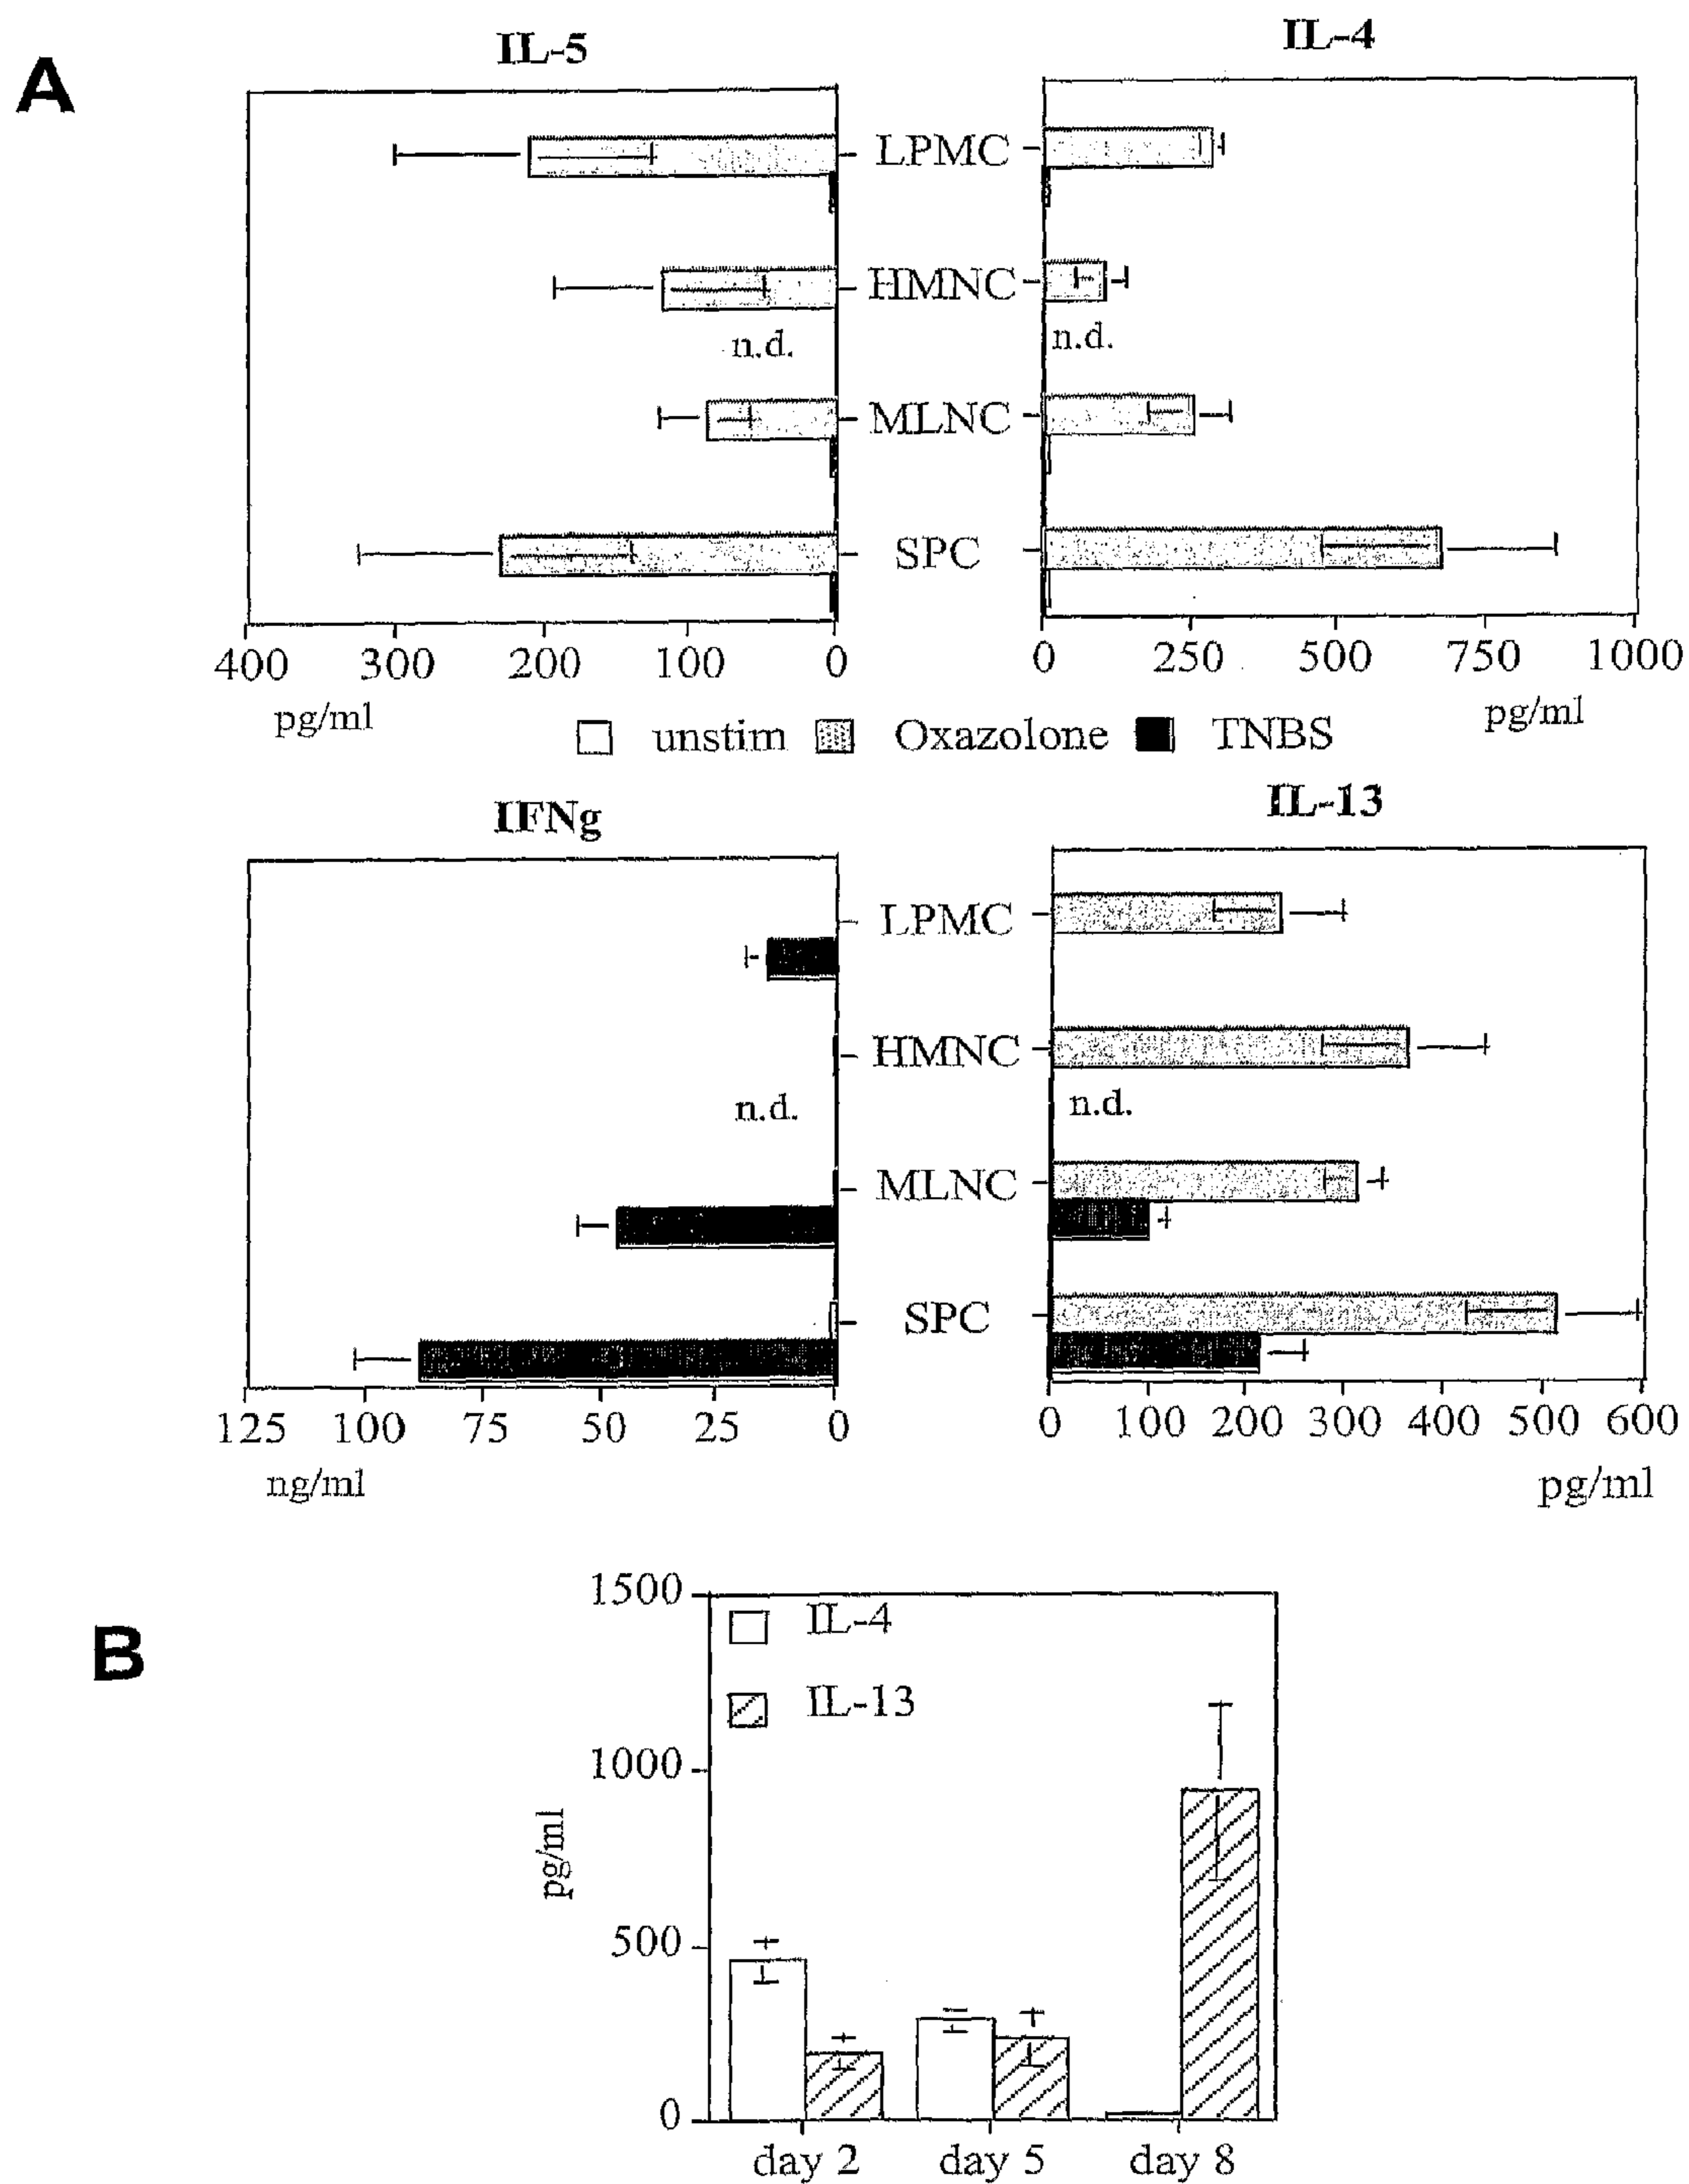 A
IL-5
IL-4
LPMC
HMNC
n.d.
n.d.
MLNC
SPC
400 300 200 100 0
0 250 500 750 1000
pg/ml
pg/ml
unstim Oxazolone TNBS
IFNg
IL-13
LPMC
HMNC
n.d.
n.d.
MLNC
SPC
125 100 75 50 25 0
0 100 200 300 400 500 600
ng/ml
pg/ml
B
1500
IL-4
IL-13
1000
pg/ml
500
0
day 2 day 5 day 8